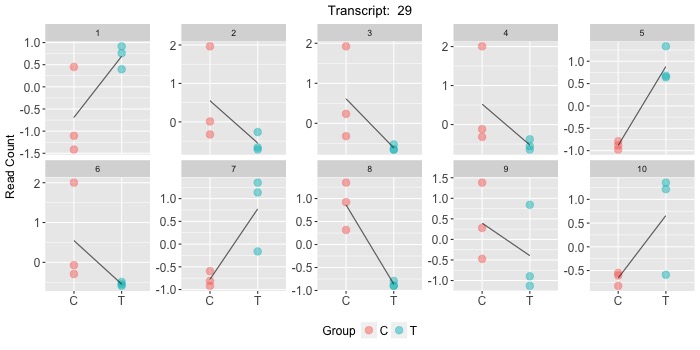 Transcript: 29
1 2 3 4 5
1.0 2 2 2 1.0
0.5 1 1 1 0.5
0.0 0 0 0 0.0
-0.5 -0.5
-1.0 -1.0
-1.5
Read Count
6 7 8 9 10
2 1.0 1.0 1.5 1.0
1 0.5 0.5 1.0 0.5
0 0.0 0.0 0.5 0.0
-0.5 -0.5 0.0 -0.5
-1.0 -1.0 -0.5
-1.0
C T C T C T C T C T
Group C T